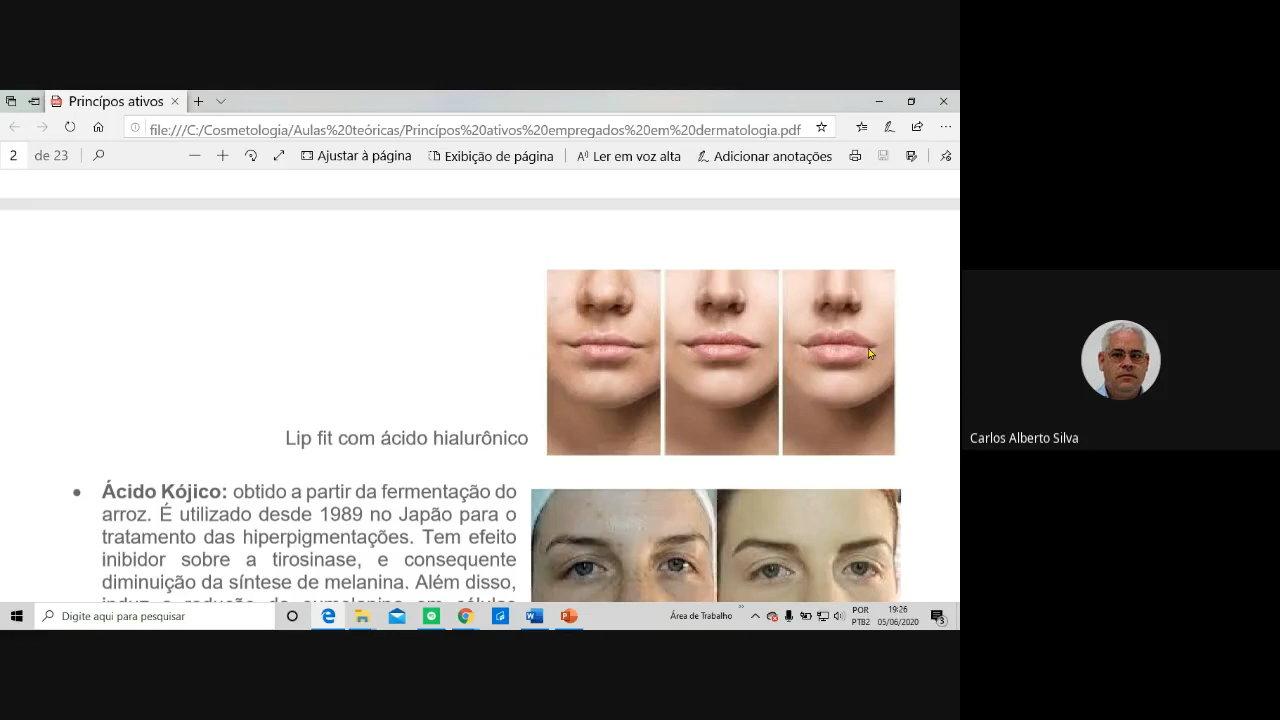 Princípos ativos
file:///C:/Cosmetologia/Aulas%20teóricas/Princípos%20ativos%20empregados%20em%20dermatologia.pdf
2 de 23
Ajustar à página
Exibição de página
Ler em voz alta
Adicionar anotações
Lip fit com ácido hialurônico
• Ácido Kójico: obtido a partir da fermentação do
arroz. É utilizado desde 1989 no Japão para o
tratamento das hiperpigmentações. Tem efeito
inibidor sobre a tirosinase, e consequente
diminuição da síntese de melanina. Além disso,
Carlos Alberto Silva
Digite aqui para pesquisar
Área de Trabalho
POR
PTB2
19:26
05/06/2020
3